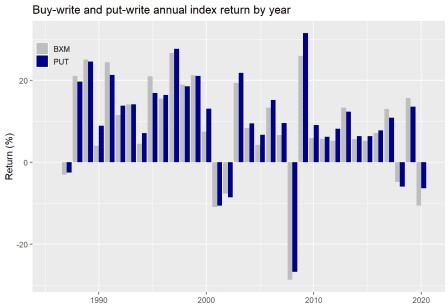 Buy-write and put-write annual index return by year
BXM
PUT
Return (%)
20
0
-20
1990
2000
2010
2020